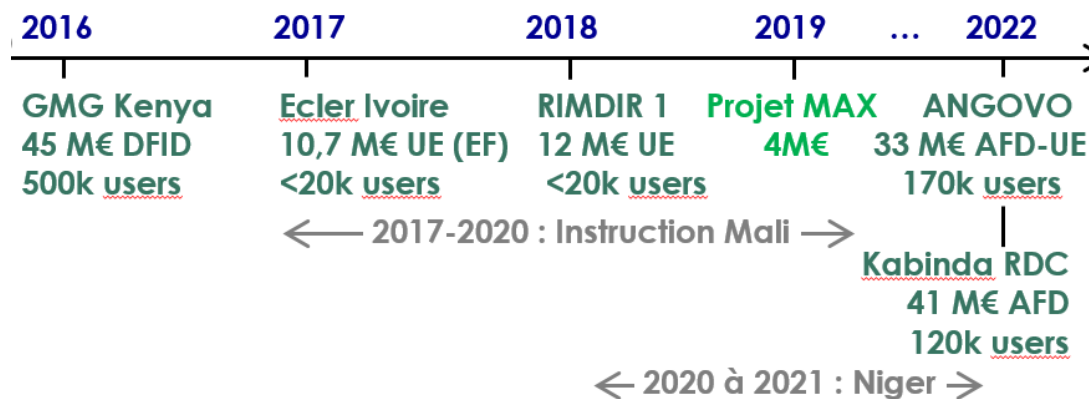 2016
2017
2018
2019
...
2022
GMG Kenya
45 M€ DFID
500k users
Ecler Ivoire
10,7 M€ UE (EF)
<20k users
RIMDIR 1
12 M€ UE
<20k users
Projet MAX
4M€
ANGOVO
33 M€ AFD-UE
170k users
2017-2020 : Instruction Mali
Kabinda RDC
41 M€ AFD
120k users
2020 à 2021 : Niger